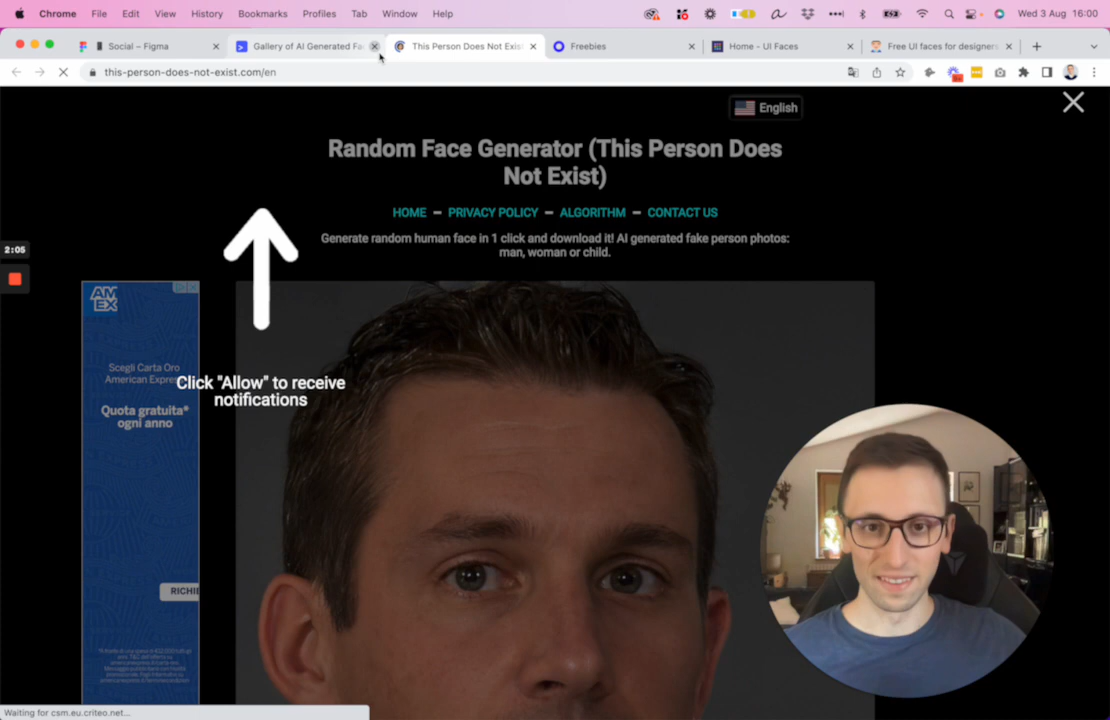 Chrome File Edit View History Bookmarks Profiles Tab Window Help Wed 3 Aug 16:00
Social – Figma Gallery of AI Generated Fa This Person Does Not Exis Freebies Home - UI Faces Free UI faces for designers
this-person-does-not-exist.com/en
English
Random Face Generator (This Person Does
Not Exist)
HOME – PRIVACY POLICY – ALGORITHM – CONTACT US
Generate random human face in 1 click and download it! AI generated fake person photos:
man, woman or child.
2:05
AM
EX
Scegli Carta Oro
American Expre
Click "Allow" to receive
notifications
Quota gratuita*
ogni anno
RICHIE
Waiting for csm.eu.criteo.net...